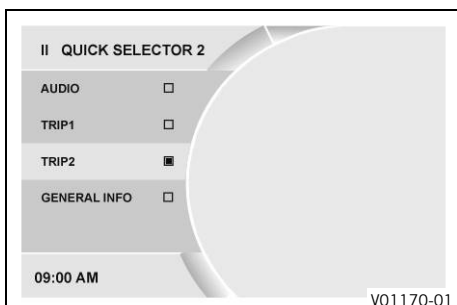 II QUICK SELECTOR 2
AUDIO
TRIP1
TRIP2
GENERAL INFO
09:00 AM
V01170-01